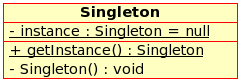 Singleton
- instance : Singleton = null
+ getInstance() : Singleton
- Singleton() : void